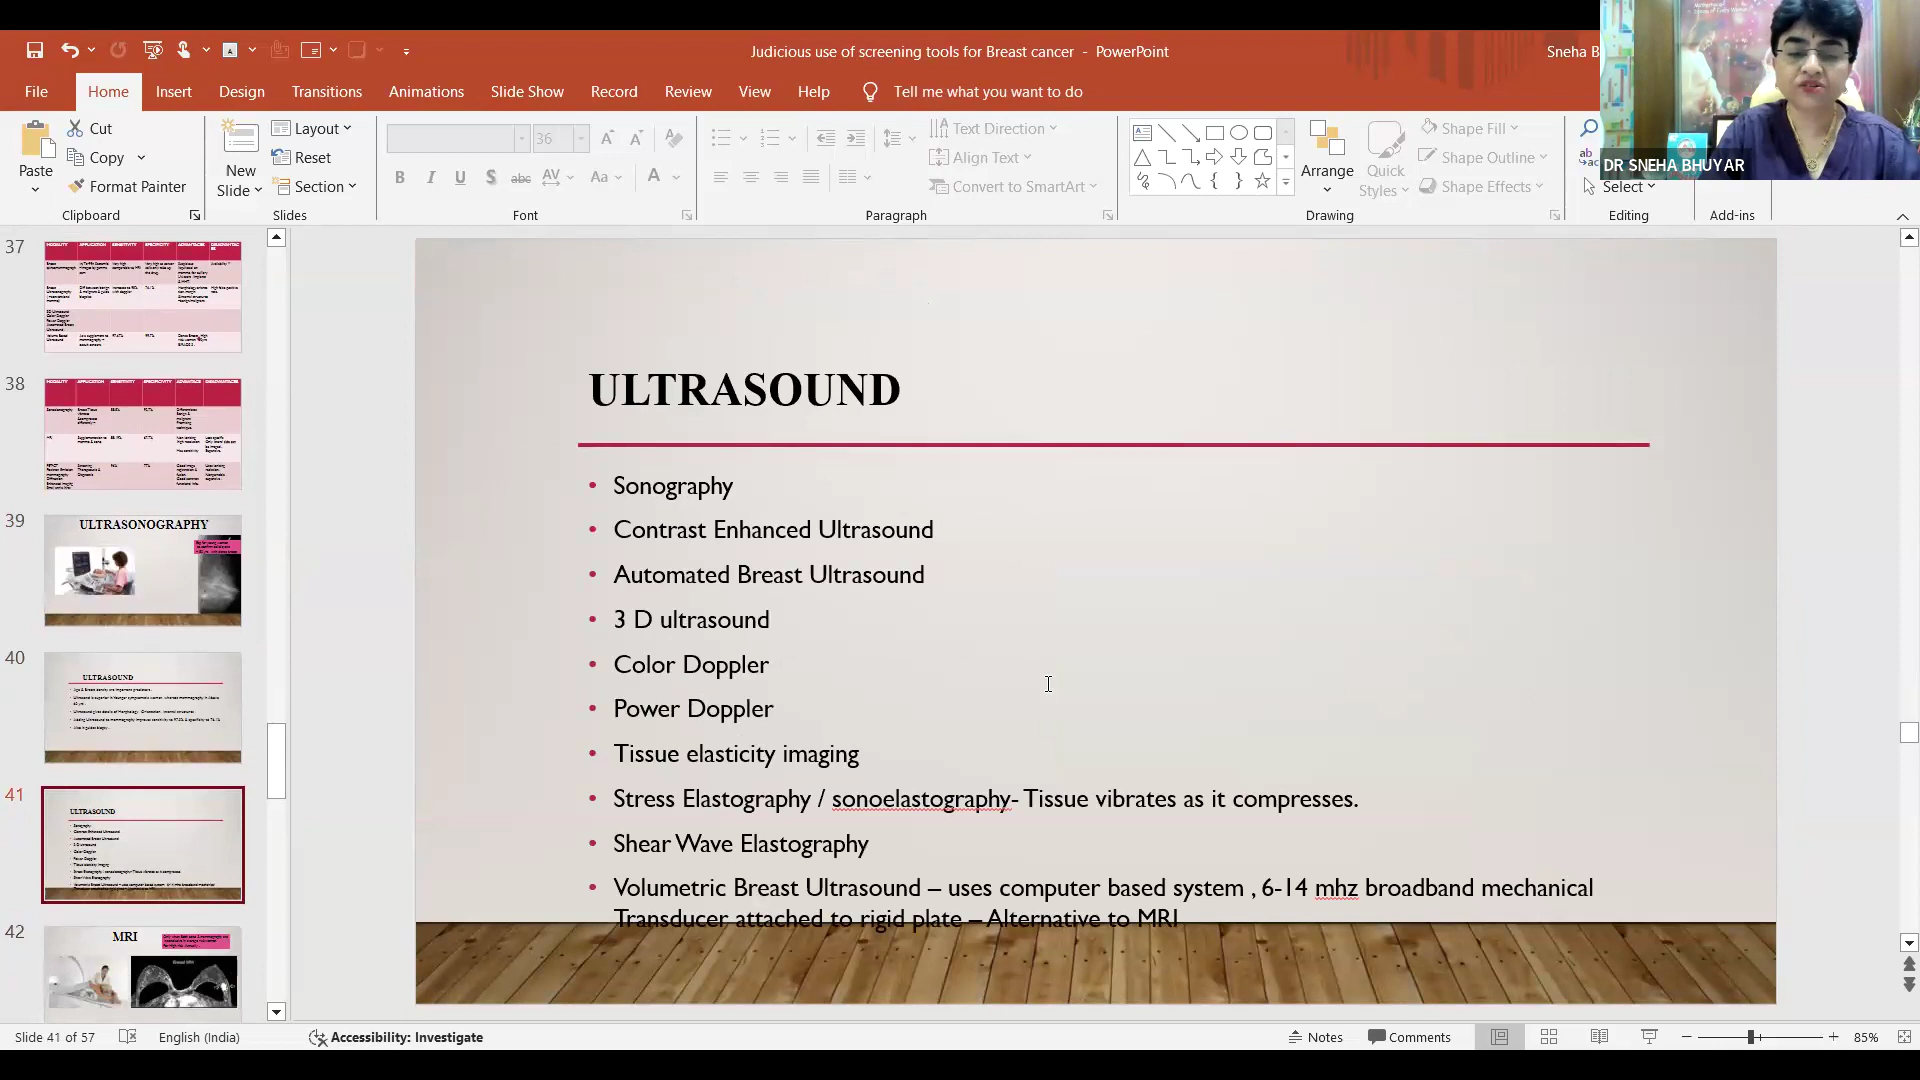 Judicious use of screening tools for Breast cancer - PowerPoint
Sneha B
DR SNEHA BHUYAR
File Home Insert Design Transitions Animations Slide Show Record Review View Help Tell me what you want to do
Paste
Cut
Copy
Format Painter
Clipboard
New
Slide
Layout
Reset
Section
Slides
36
B I U S abc AV Aa A
Font
Text Direction
Align Text
Convert to SmartArt
Paragraph
Arrange
Quick
Styles
Shape Fill
Shape Outline
Shape Effects
Drawing
Select
Editing
Add-ins
37
38
39
ULTRASONOGRAPHY
40
ULTRASOUND
41
ULTRASOUND
42
MRI
ULTRASOUND
• Sonography
• Contrast Enhanced Ultrasound
• Automated Breast Ultrasound
• 3 D ultrasound
• Color Doppler
• Power Doppler
• Tissue elasticity imaging
• Stress Elastography / sonoelastography- Tissue vibrates as it compresses.
• Shear Wave Elastography
• Volumetric Breast Ultrasound – uses computer based system , 6-14 mhz broadband mechanical
Transducer attached to rigid plate – Alternative to MRI
Slide 41 of 57
English (India)
Accessibility: Investigate
Notes
Comments
85%